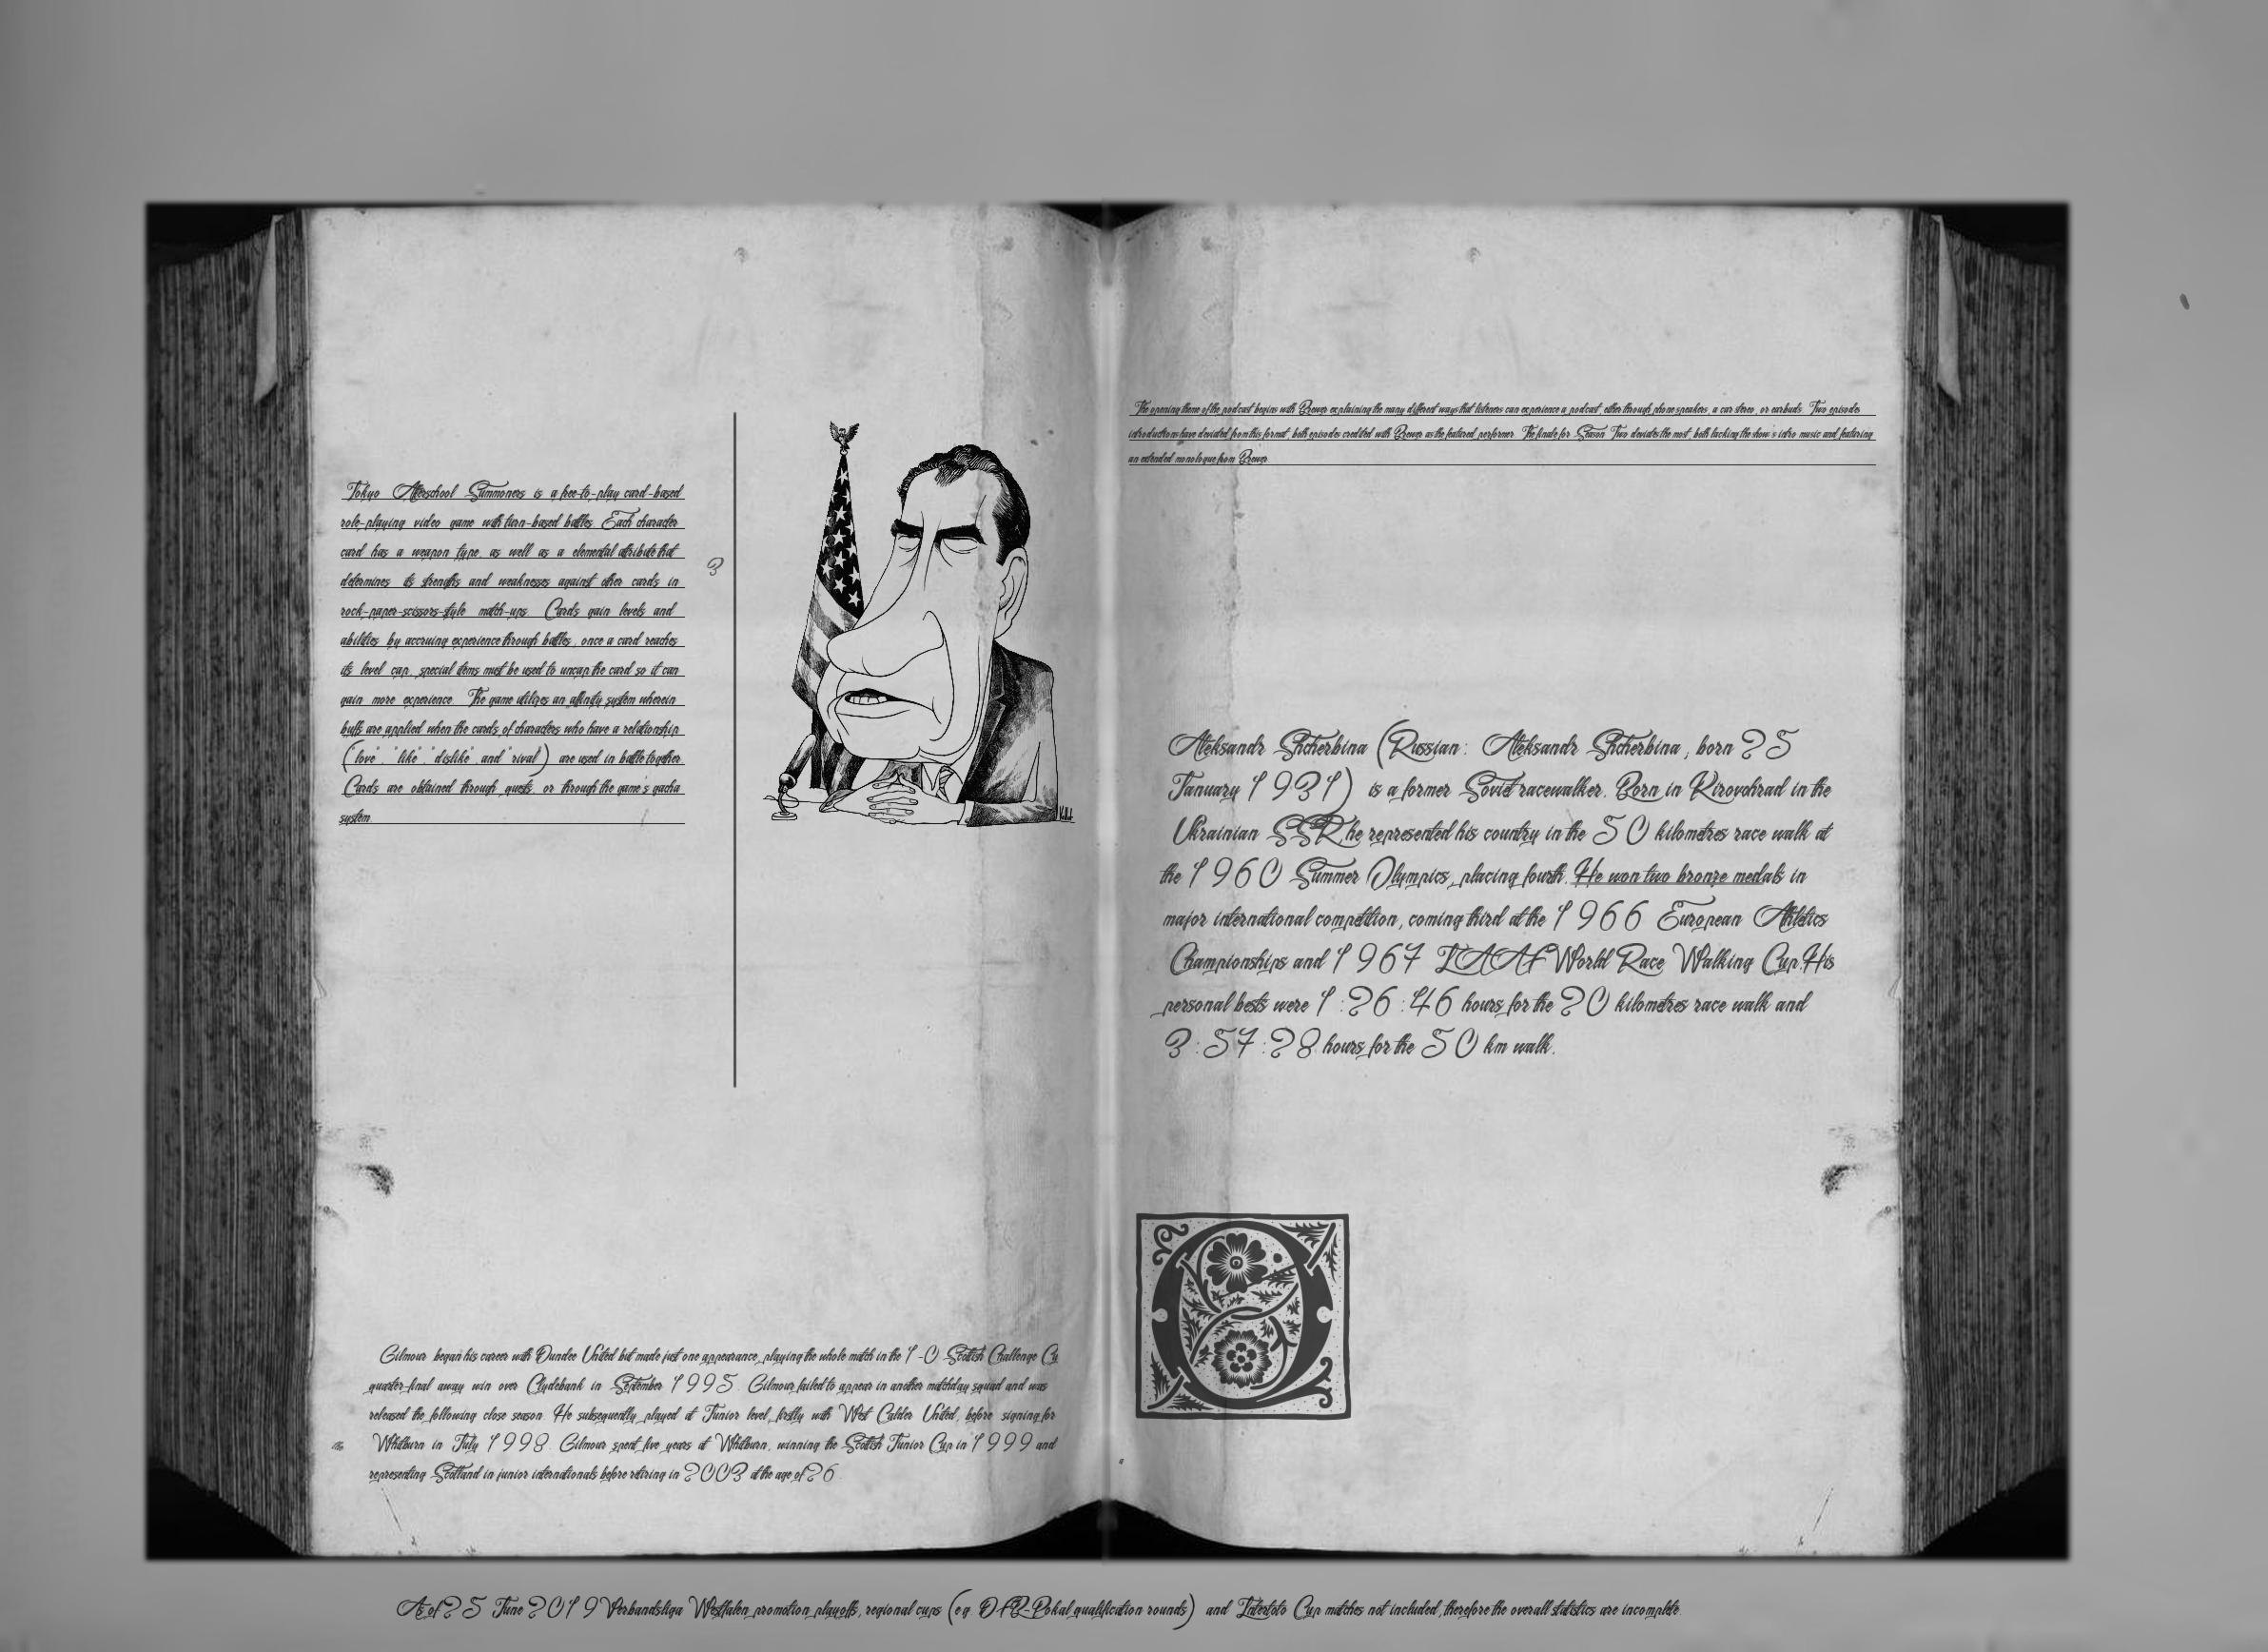 Tokyo Afterschool Summoners is a free-to-play card-based
role-playing video game with turn-based battles. Each character
card has a weapon type, as well as a elemental attribute that
determines its strengths and weaknesses against other cards in
rock-paper-scissors-style match-ups. Cards gain levels and
abilities by accruing experience through battles, once a card reaches
its level cap, special items must be used to uncap the card so it can
gain more experience. The game utilizes an affinity system wherein
buffs are applied when the cards of characters who have a relationship
("love", "like", "dislike", and "rival") are used in battle together.
Cards are obtained through quests, or through the game's gacha
system.
3
Gilmour began his career with Dundee United but made just one appearance, playing the whole match in the 1-0 Scottish Challenge Cu
quarter-final away win over Clydebank in September 1995. Gilmour failed to appear in another matchday squad and was
released the following close season. He subsequently played at Junior level, firstly with West Calder United, before signing for
Whitburn in July 1998. Gilmour spent five years at Whitburn, winning the Scottish Junior Cup in 1999 and
representing Scotland in junior internationals before retiring in 2003 at the age of 26.
The opening theme of the podcast begins with Brewer explaining the many different ways that listeners can experience a podcast, either through phone speakers, a car stereo, or earbuds. Two episodes
introductions have deviated from this format, both episodes credited with Brewer as the featured performer. The finale for Season Two deviates the most, both lacking the show's intro music and featuring
an extended monologue from Brewer.
Aleksandr Shcherbina (Russian: Aleksandr Shcherbina, born 25
January 1931) is a former Soviet racewalker. Born in Kirovohrad in the
Ukrainian SSR, he represented his country in the 50 kilometres race walk at
the 1960 Summer Olympics, placing fourth. He won two bronze medals in
major international competition, coming third at the 1966 European Athletics
Championships and 1967 IAAF World Race Walking Cup. His
personal bests were 1:26:46 hours for the 20 kilometres race walk and
3:57:28 hours for the 50 km walk.
O
As of 25 June 2019 Verbandsliga Westfalen promotion playoffs, regional cups (e.g. DFB-Pokal qualification rounds) and Intertoto Cup matches not included, therefore the overall statistics are incomplete.